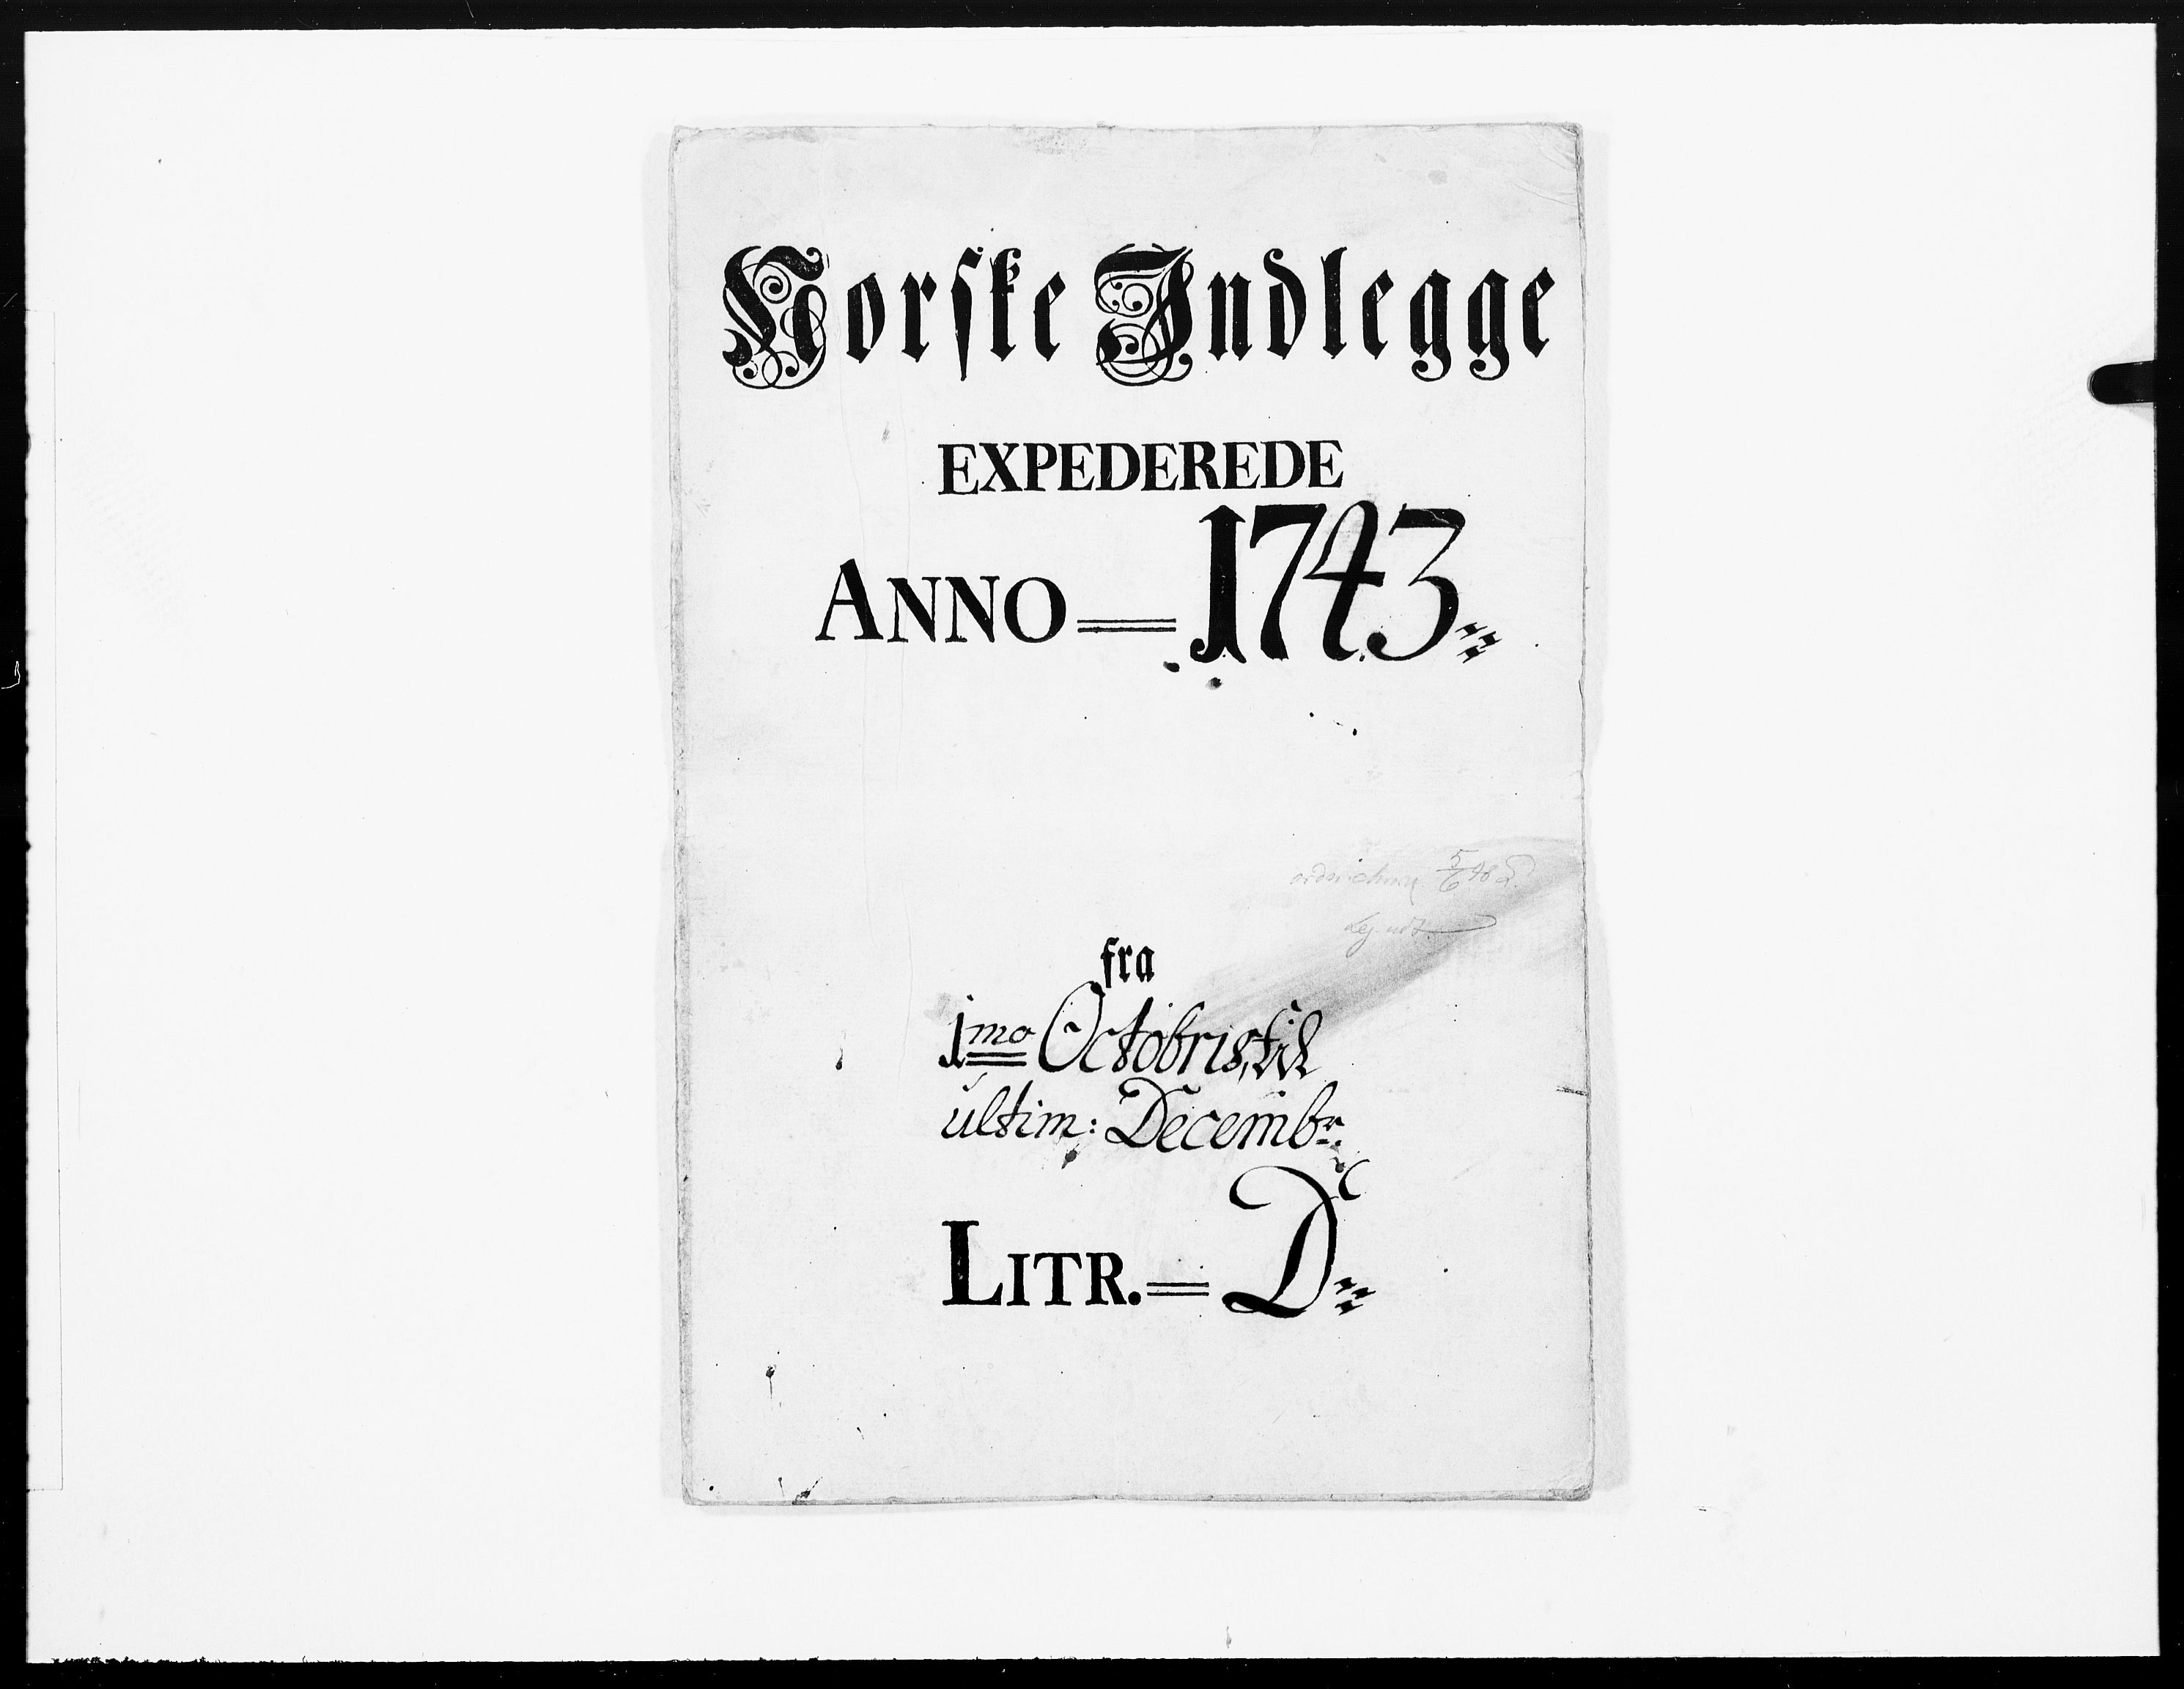 Norske Indlegge
EXPEDEREDE
ANNO = 1743
fra
1mo Octobris, til
ultim: Decembr.
LITR. = D